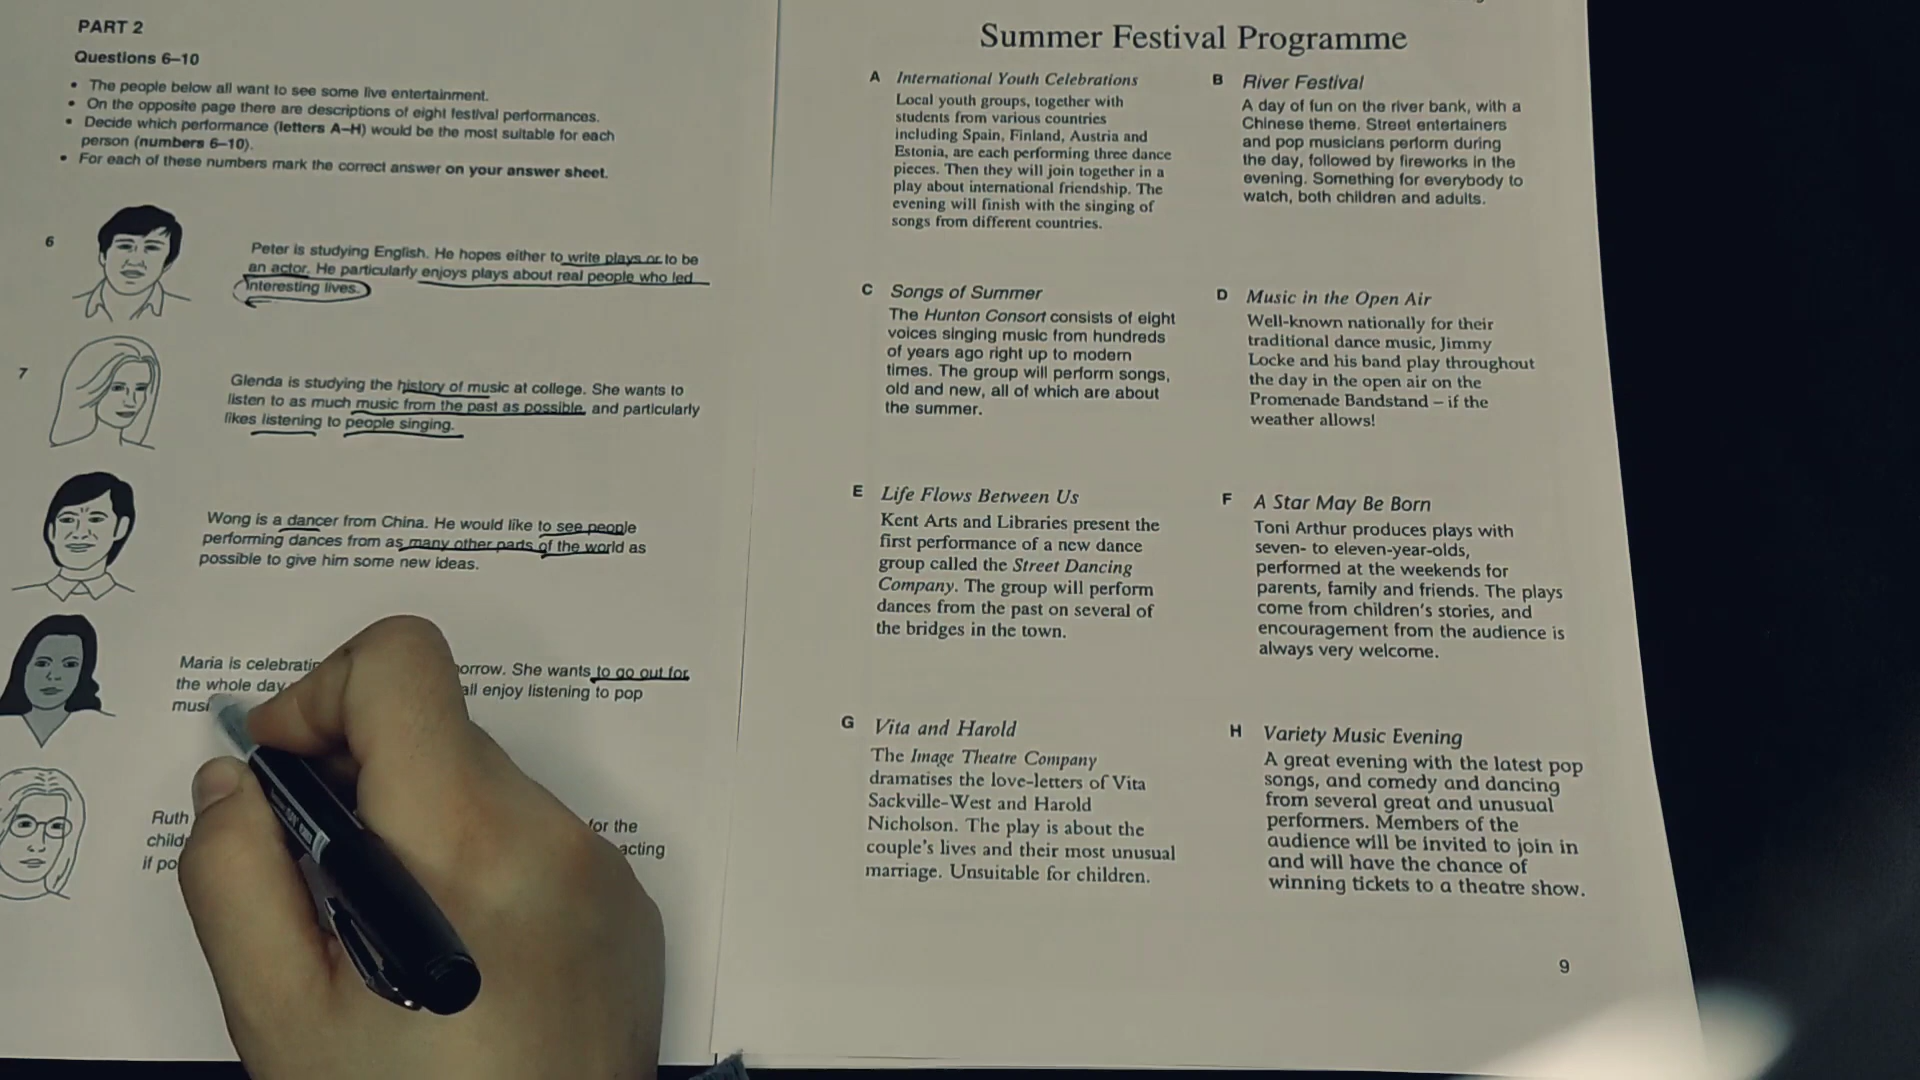 PART 2
Questions 6–10
• The people below all want to see some live entertainment.
• On the opposite page there are descriptions of eight festival performances.
• Decide which performance (letters A–H) would be the most suitable for each
person (numbers 6–10).
• For each of these numbers mark the correct answer on your answer sheet.
6
Peter is studying English. He hopes either to write plays or to be
an actor. He particularly enjoys plays about real people who led
interesting lives.
7
Glenda is studying the history of music at college. She wants to
listen to as much music from the past as possible, and particularly
likes listening to people singing.
Wong is a dancer from China. He would like to see people
performing dances from as many other parts of the world as
possible to give him some new ideas.
Maria is She wants to go out for
the whole day all enjoy listening to pop
Ruth for the
acting
if
Summer Festival Programme
A International Youth Celebrations
Local youth groups, together with
students from various countries
including Spain, Finland, Austria and
Estonia, are each performing three dance
pieces. Then they will join together in a
play about international friendship. The
evening will finish with the singing of
songs from different countries.
B River Festival
A day of fun on the river bank, with a
Chinese theme. Street entertainers
and pop musicians perform during
the day, followed by fireworks in the
evening. Something for everybody to
watch, both children and adults.
C Songs of Summer
The Hunton Consort consists of eight
voices singing music from hundreds
of years ago right up to modern
times. The group will perform songs,
old and new, all of which are about
the summer.
D Music in the Open Air
Well-known nationally for their
traditional dance music, Jimmy
Locke and his band play throughout
the day in the open air on the
Promenade Bandstand – if the
weather allows!
E Life Flows Between Us
Kent Arts and Libraries present the
first performance of a new dance
group called the Street Dancing
Company. The group will perform
dances from the past on several of
the bridges in the town.
F A Star May Be Born
Toni Arthur produces plays with
seven- to eleven-year-olds,
performed at the weekends for
parents, family and friends. The plays
come from children's stories, and
encouragement from the audience is
always very welcome.
G Vita and Harold
The Image Theatre Company
dramatises the love-letters of Vita
Sackville-West and Harold
Nicholson. The play is about the
couple's lives and their most unusual
marriage. Unsuitable for children.
H Variety Music Evening
A great evening with the latest pop
songs, and comedy and dancing
from several great and unusual
performers. Members of the
audience will be invited to join in
and will have the chance of
winning tickets to a theatre show.
9